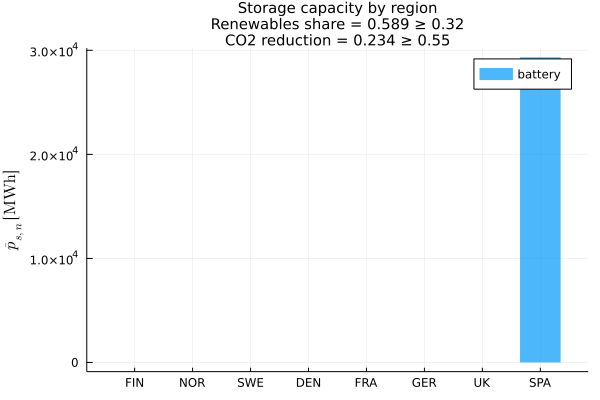 Storage capacity by region
Renewables share = 0.589 ≥ 0.32
CO2 reduction = 0.234 ≥ 0.55
3.0×10⁴
2.0×10⁴
1.0×10⁴
0
p̄ₛ,ₙ [MWh]
battery
FIN NOR SWE DEN FRA GER UK SPA